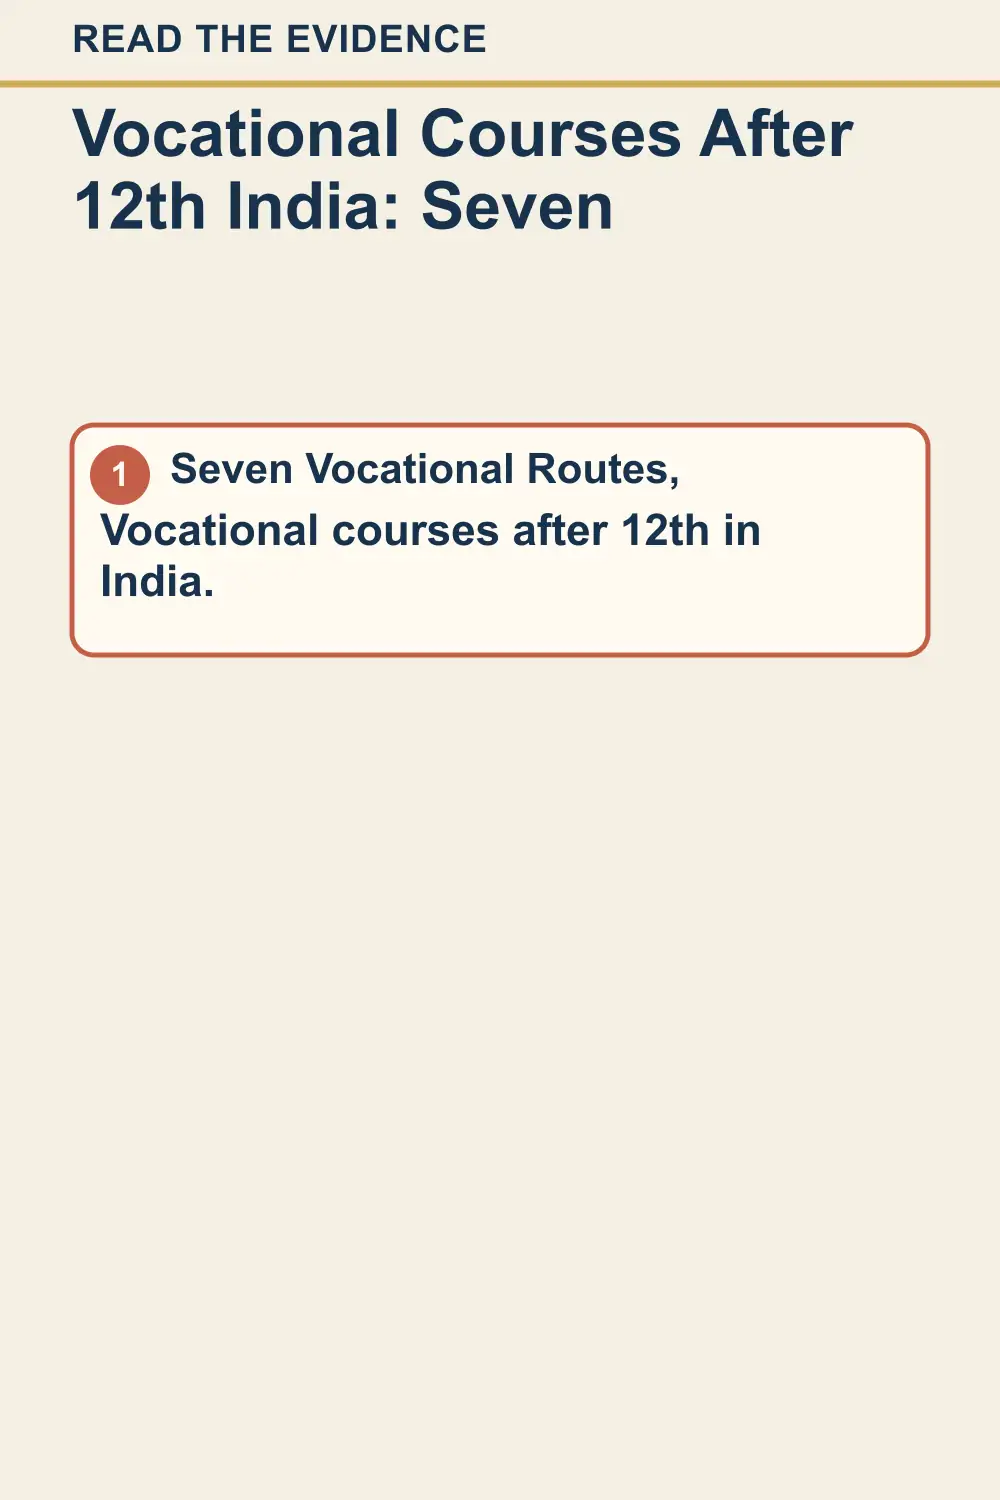 READ THE EVIDENCE
Vocational Courses After
12th India: Seven
1 Seven Vocational Routes,
Vocational courses after 12th in
India.